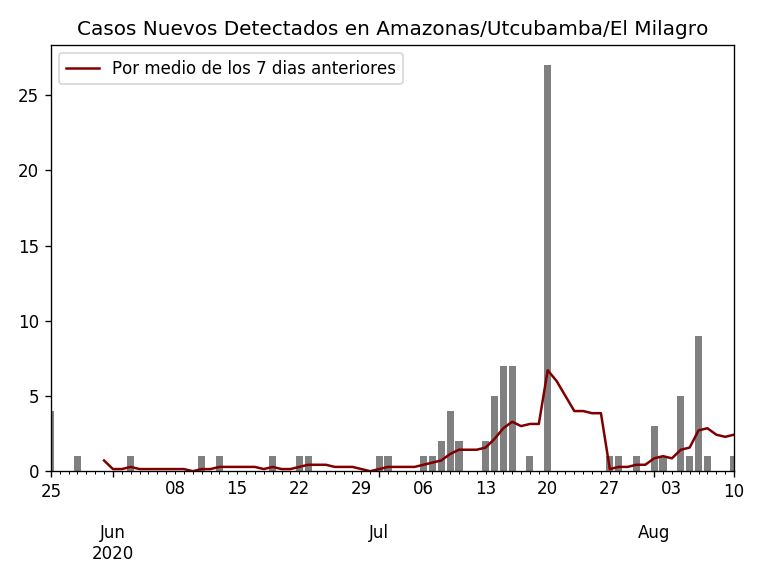 Casos Nuevos Detectados en Amazonas/Utcubamba/El Milagro
Por medio de los 7 dias anteriores
25
20
15
10
5
0
25 08 15 22 29 06 13 20 27 03 10
Jun Jul Aug
2020